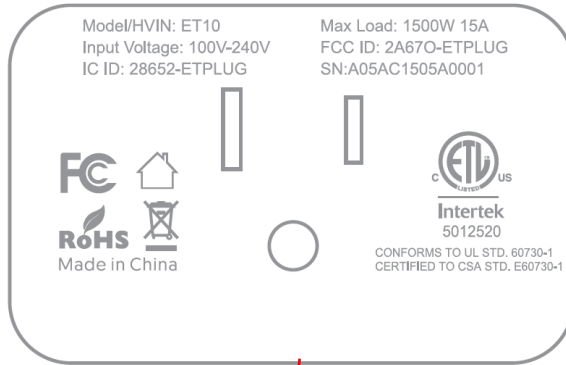 Model/HVIN: ET10
Input Voltage: 100V-240V
IC ID: 28652-ETPLUG
Max Load: 1500W 15A
FCC ID: 2A67O-ETPLUG
SN:A05AC1505A0001
FC
RoHS
Made in China
ETL
LISTED
C US
Intertek
5012520
CONFORMS TO UL STD. 60730-1
CERTIFIED TO CSA STD. E60730-1